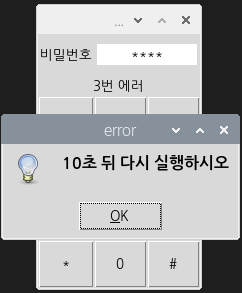 ...
비밀번호 ****
3번 에러
error
10초 뒤 다시 실행하시오
OK
* 0 #